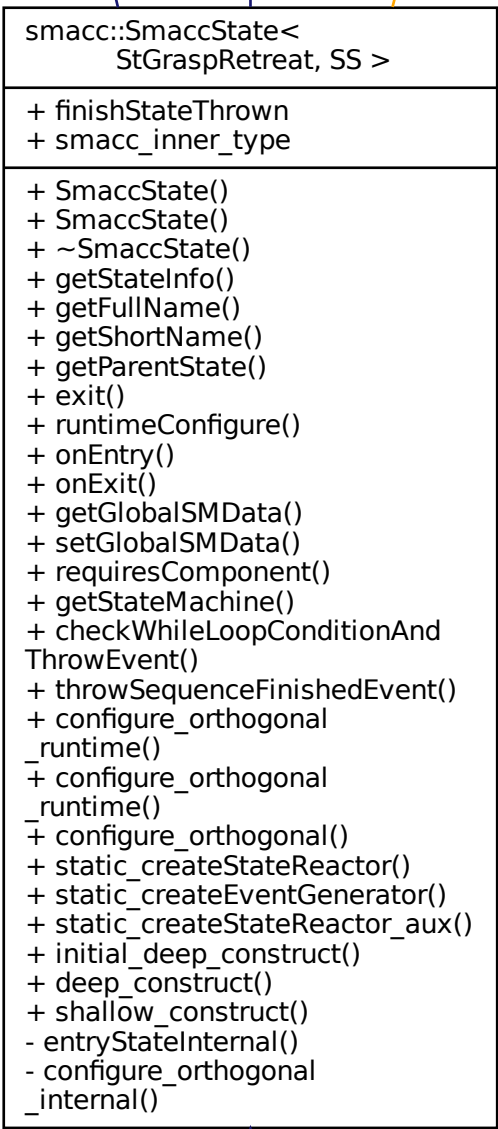 smacc::SmaccState<
StGraspRetreat, SS >
+ finishStateThrown
+ smacc_inner_type
+ SmaccState()
+ SmaccState()
+ ~SmaccState()
+ getStateInfo()
+ getFullName()
+ getShortName()
+ getParentState()
+ exit()
+ runtimeConfigure()
+ onEntry()
+ onExit()
+ getGlobalSMData()
+ setGlobalSMData()
+ requiresComponent()
+ getStateMachine()
+ checkWhileLoopConditionAnd
ThrowEvent()
+ throwSequenceFinishedEvent()
+ configure_orthogonal
_runtime()
+ configure_orthogonal
_runtime()
+ configure_orthogonal()
+ static_createStateReactor()
+ static_createEventGenerator()
+ static_createStateReactor_aux()
+ initial_deep_construct()
+ deep_construct()
+ shallow_construct()
- entryStateInternal()
- configure_orthogonal
_internal()